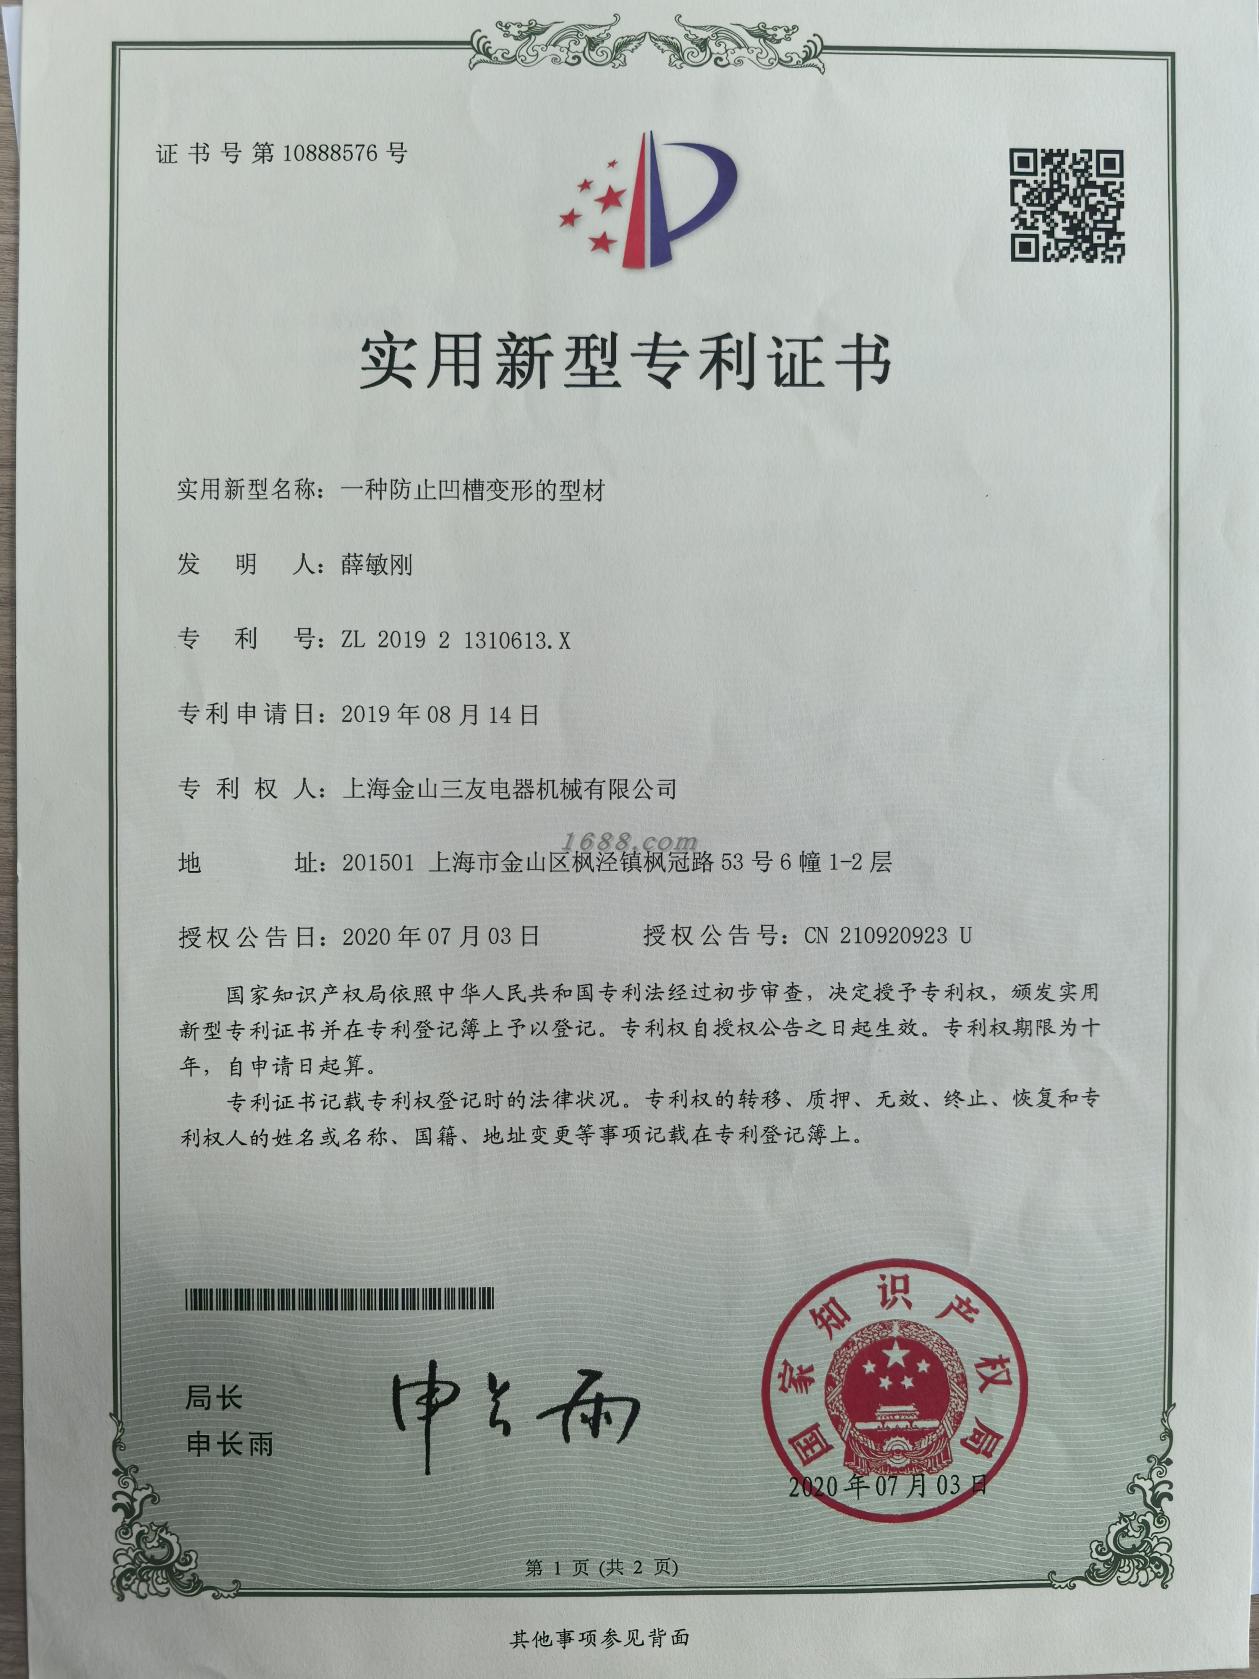 证书号第10888576号
实用新型专利证书
实用新型名称：一种防止凹槽变形的型材
发明人：薛敏刚
专利号：ZL 2019 2 1310613.X
专利申请日：2019年08月14日
专利权人：上海金山三友电器机械有限公司
1688.com
地址：201501 上海市金山区枫泾镇枫冠路53号6幢1-2层
授权公告日：2020年07月03日 授权公告号：CN 210920923 U
国家知识产权局依照中华人民共和国专利法经过初步审查，决定授予专利权，颁发实用
新型专利证书并在专利登记簿上予以登记。专利权自授权公告之日起生效。专利权期限为十
年，自申请日起算。
专利证书记载专利权登记时的法律状况。专利权的转移、质押、无效、终止、恢复和专
利权人的姓名或名称、国籍、地址变更等事项记载在专利登记簿上。
局长
申长雨
申长雨
国家知识产权局
2020年07月03日
第 1 页 (共 2 页)
其他事项参见背面